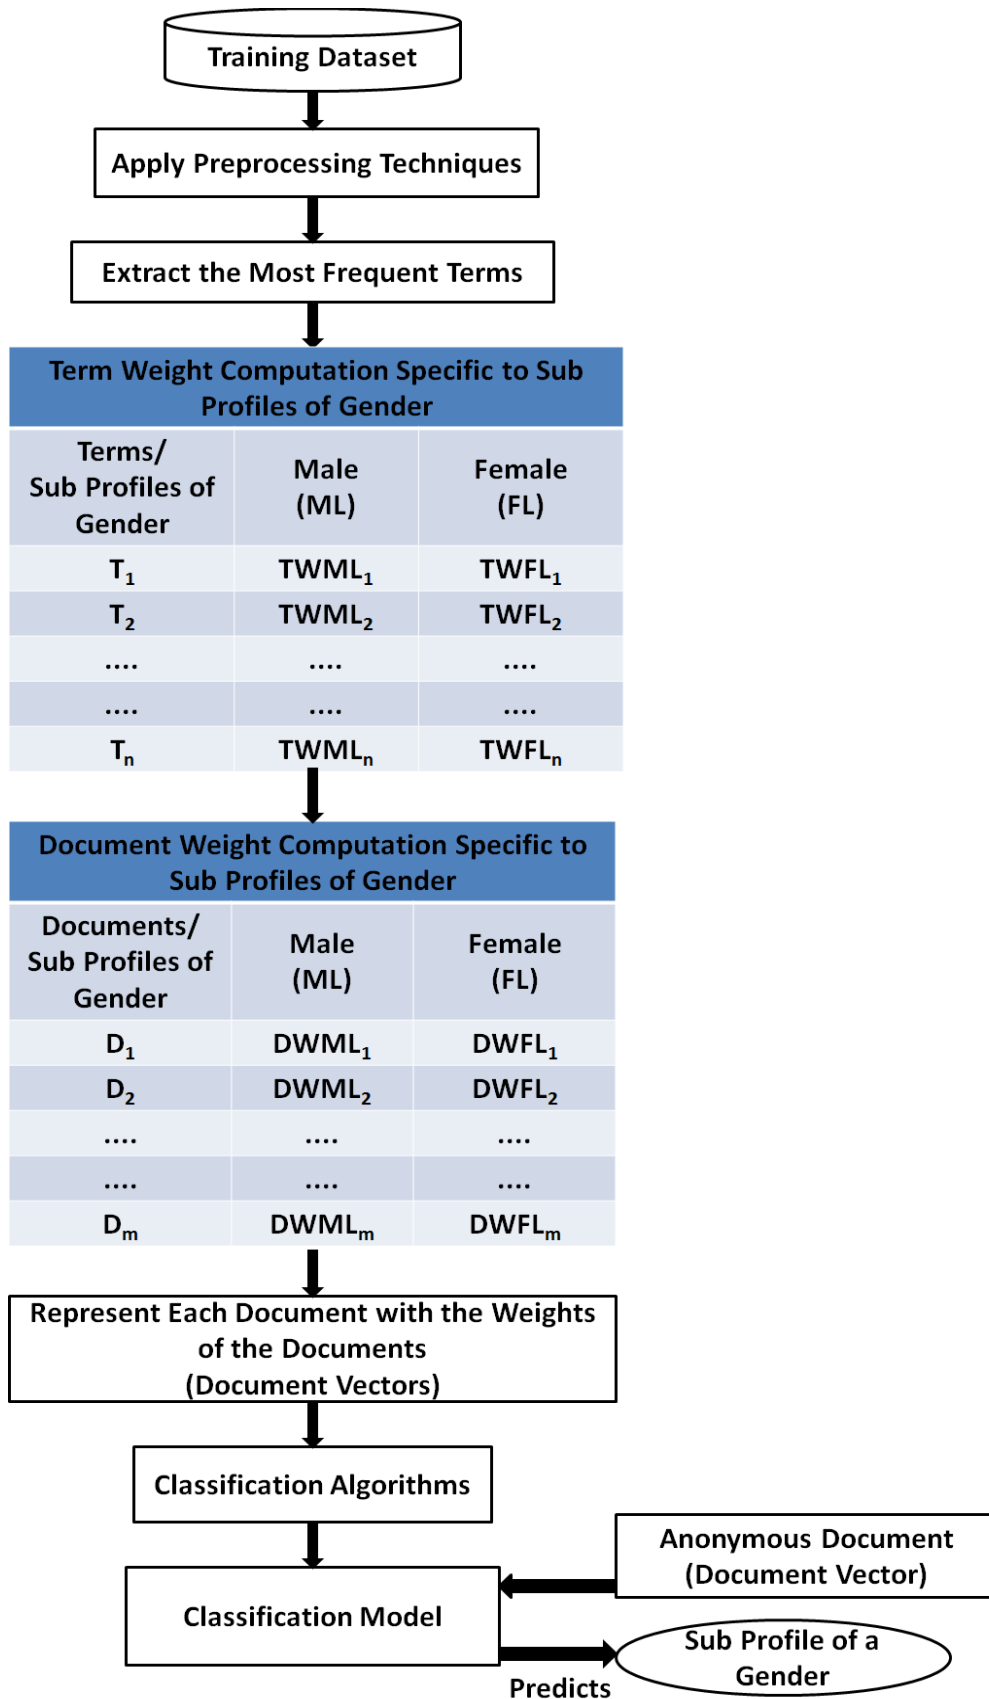 Training Dataset
Apply Preprocessing Techniques
Extract the Most Frequent Terms
Term Weight Computation Specific to Sub
Profiles of Gender
Terms/
Sub Profiles of
Gender
Male
(ML)
Female
(FL)
T1 TWML1 TWFL1
T2 TWML2 TWFL2
.... .... ....
.... .... ....
Tn TWMLn TWFLn
Document Weight Computation Specific to
Sub Profiles of Gender
Documents/
Sub Profiles of
Gender
Male
(ML)
Female
(FL)
D1 DWML1 DWFL1
D2 DWML2 DWFL2
.... .... ....
.... .... ....
Dm DWMLm DWFLm
Represent Each Document with the Weights
of the Documents
(Document Vectors)
Classification Algorithms
Anonymous Document
(Document Vector)
Classification Model
Sub Profile of a
Gender
Predicts